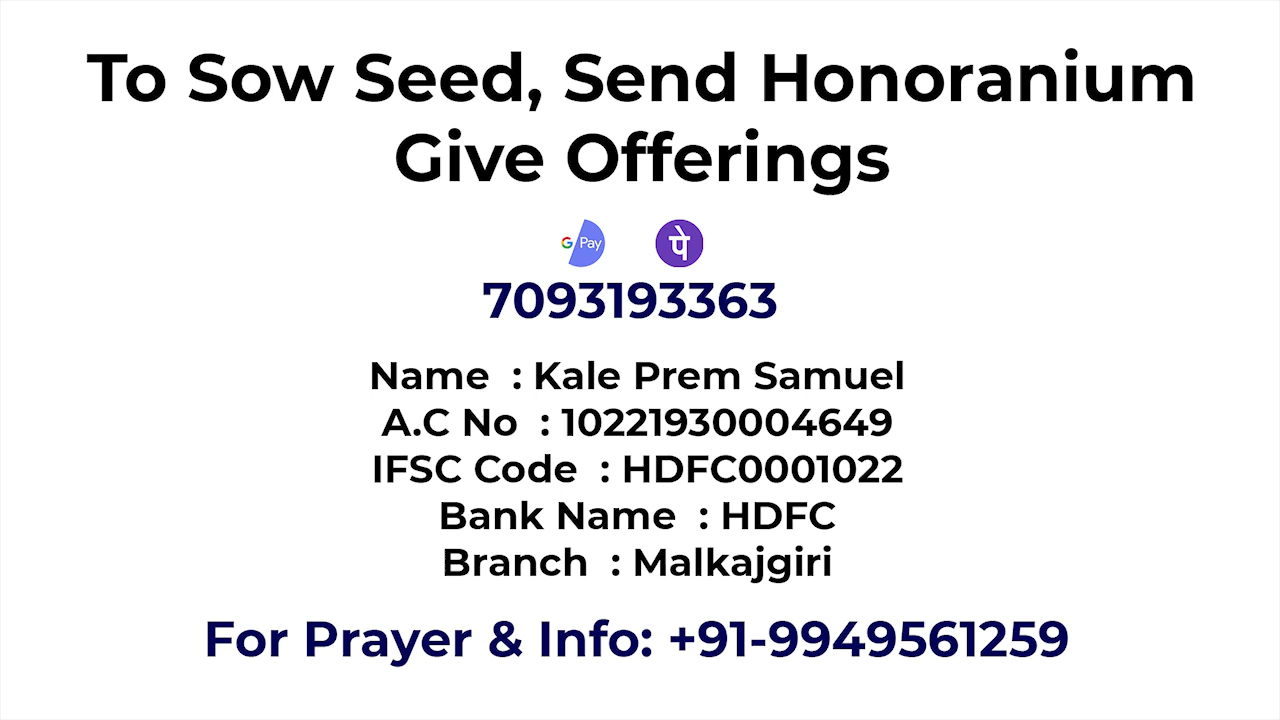 To Sow Seed, Send Honoranium
Give Offerings
G Pay पे
7093193363
Name : Kale Prem Samuel
A.C No : 10221930004649
IFSC Code : HDFC0001022
Bank Name : HDFC
Branch : Malkajgiri
For Prayer & Info: +91-9949561259